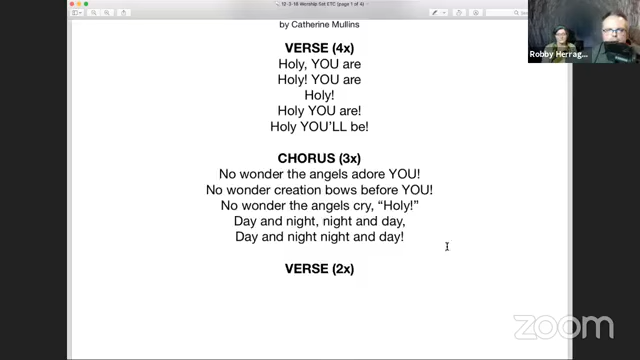 12-3-18 Worship Set ETC (page 1 of 4)
by Catherine Mullins
VERSE (4x)
Holy, YOU are
Holy! YOU are
Holy!
Holy YOU are!
Holy YOU'LL be!
CHORUS (3x)
No wonder the angels adore YOU!
No wonder creation bows before YOU!
No wonder the angels cry, “Holy!”
Day and night, night and day,
Day and night night and day!
VERSE (2x)
Robby Herrag...
zoom